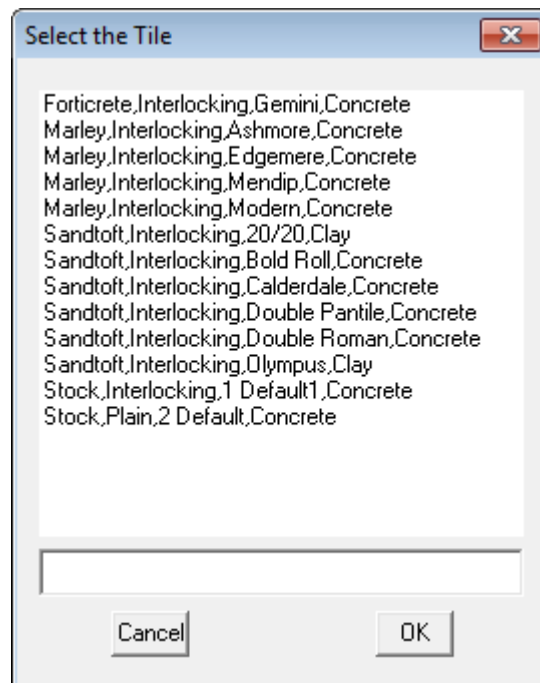 Select the Tile
Forticrete,Interlocking,Gemini,Concrete
Marley,Interlocking,Ashmore,Concrete
Marley,Interlocking,Edgemere,Concrete
Marley,Interlocking,Mendip,Concrete
Marley,Interlocking,Modern,Concrete
Sandtoft,Interlocking,20/20,Clay
Sandtoft,Interlocking,Bold Roll,Concrete
Sandtoft,Interlocking,Calderdale,Concrete
Sandtoft,Interlocking,Double Pantile,Concrete
Sandtoft,Interlocking,Double Roman,Concrete
Sandtoft,Interlocking,Olympus,Clay
Stock,Interlocking,1 Default1,Concrete
Stock,Plain,2 Default,Concrete
Cancel OK